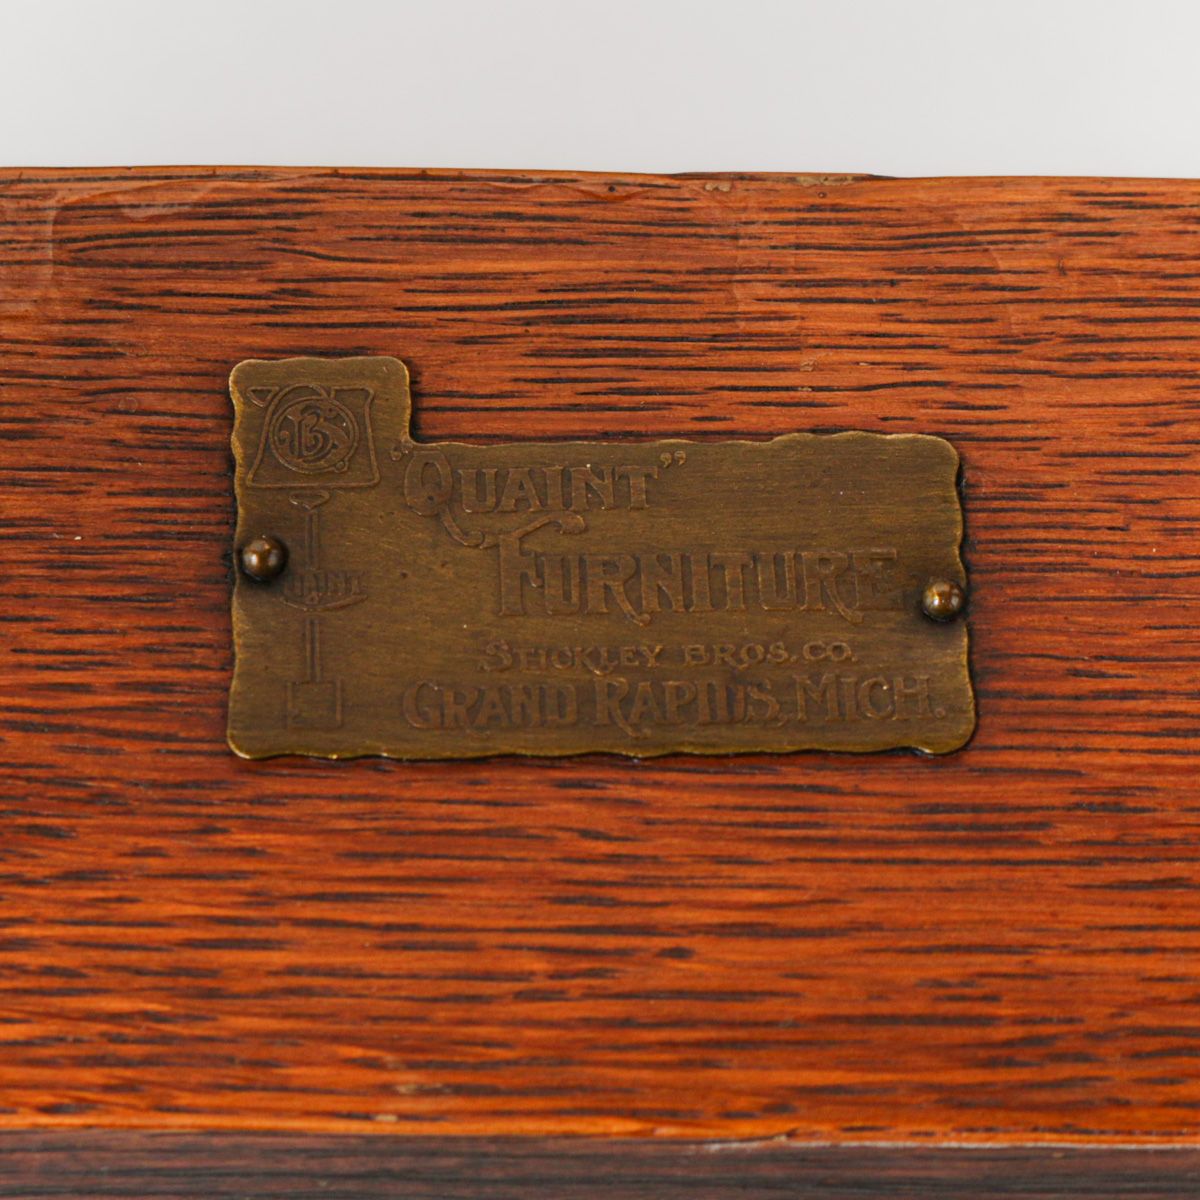 "QUAINT"
FURNITURE
STICKLEY BROS. CO.
GRAND RAPIDS, MICH.